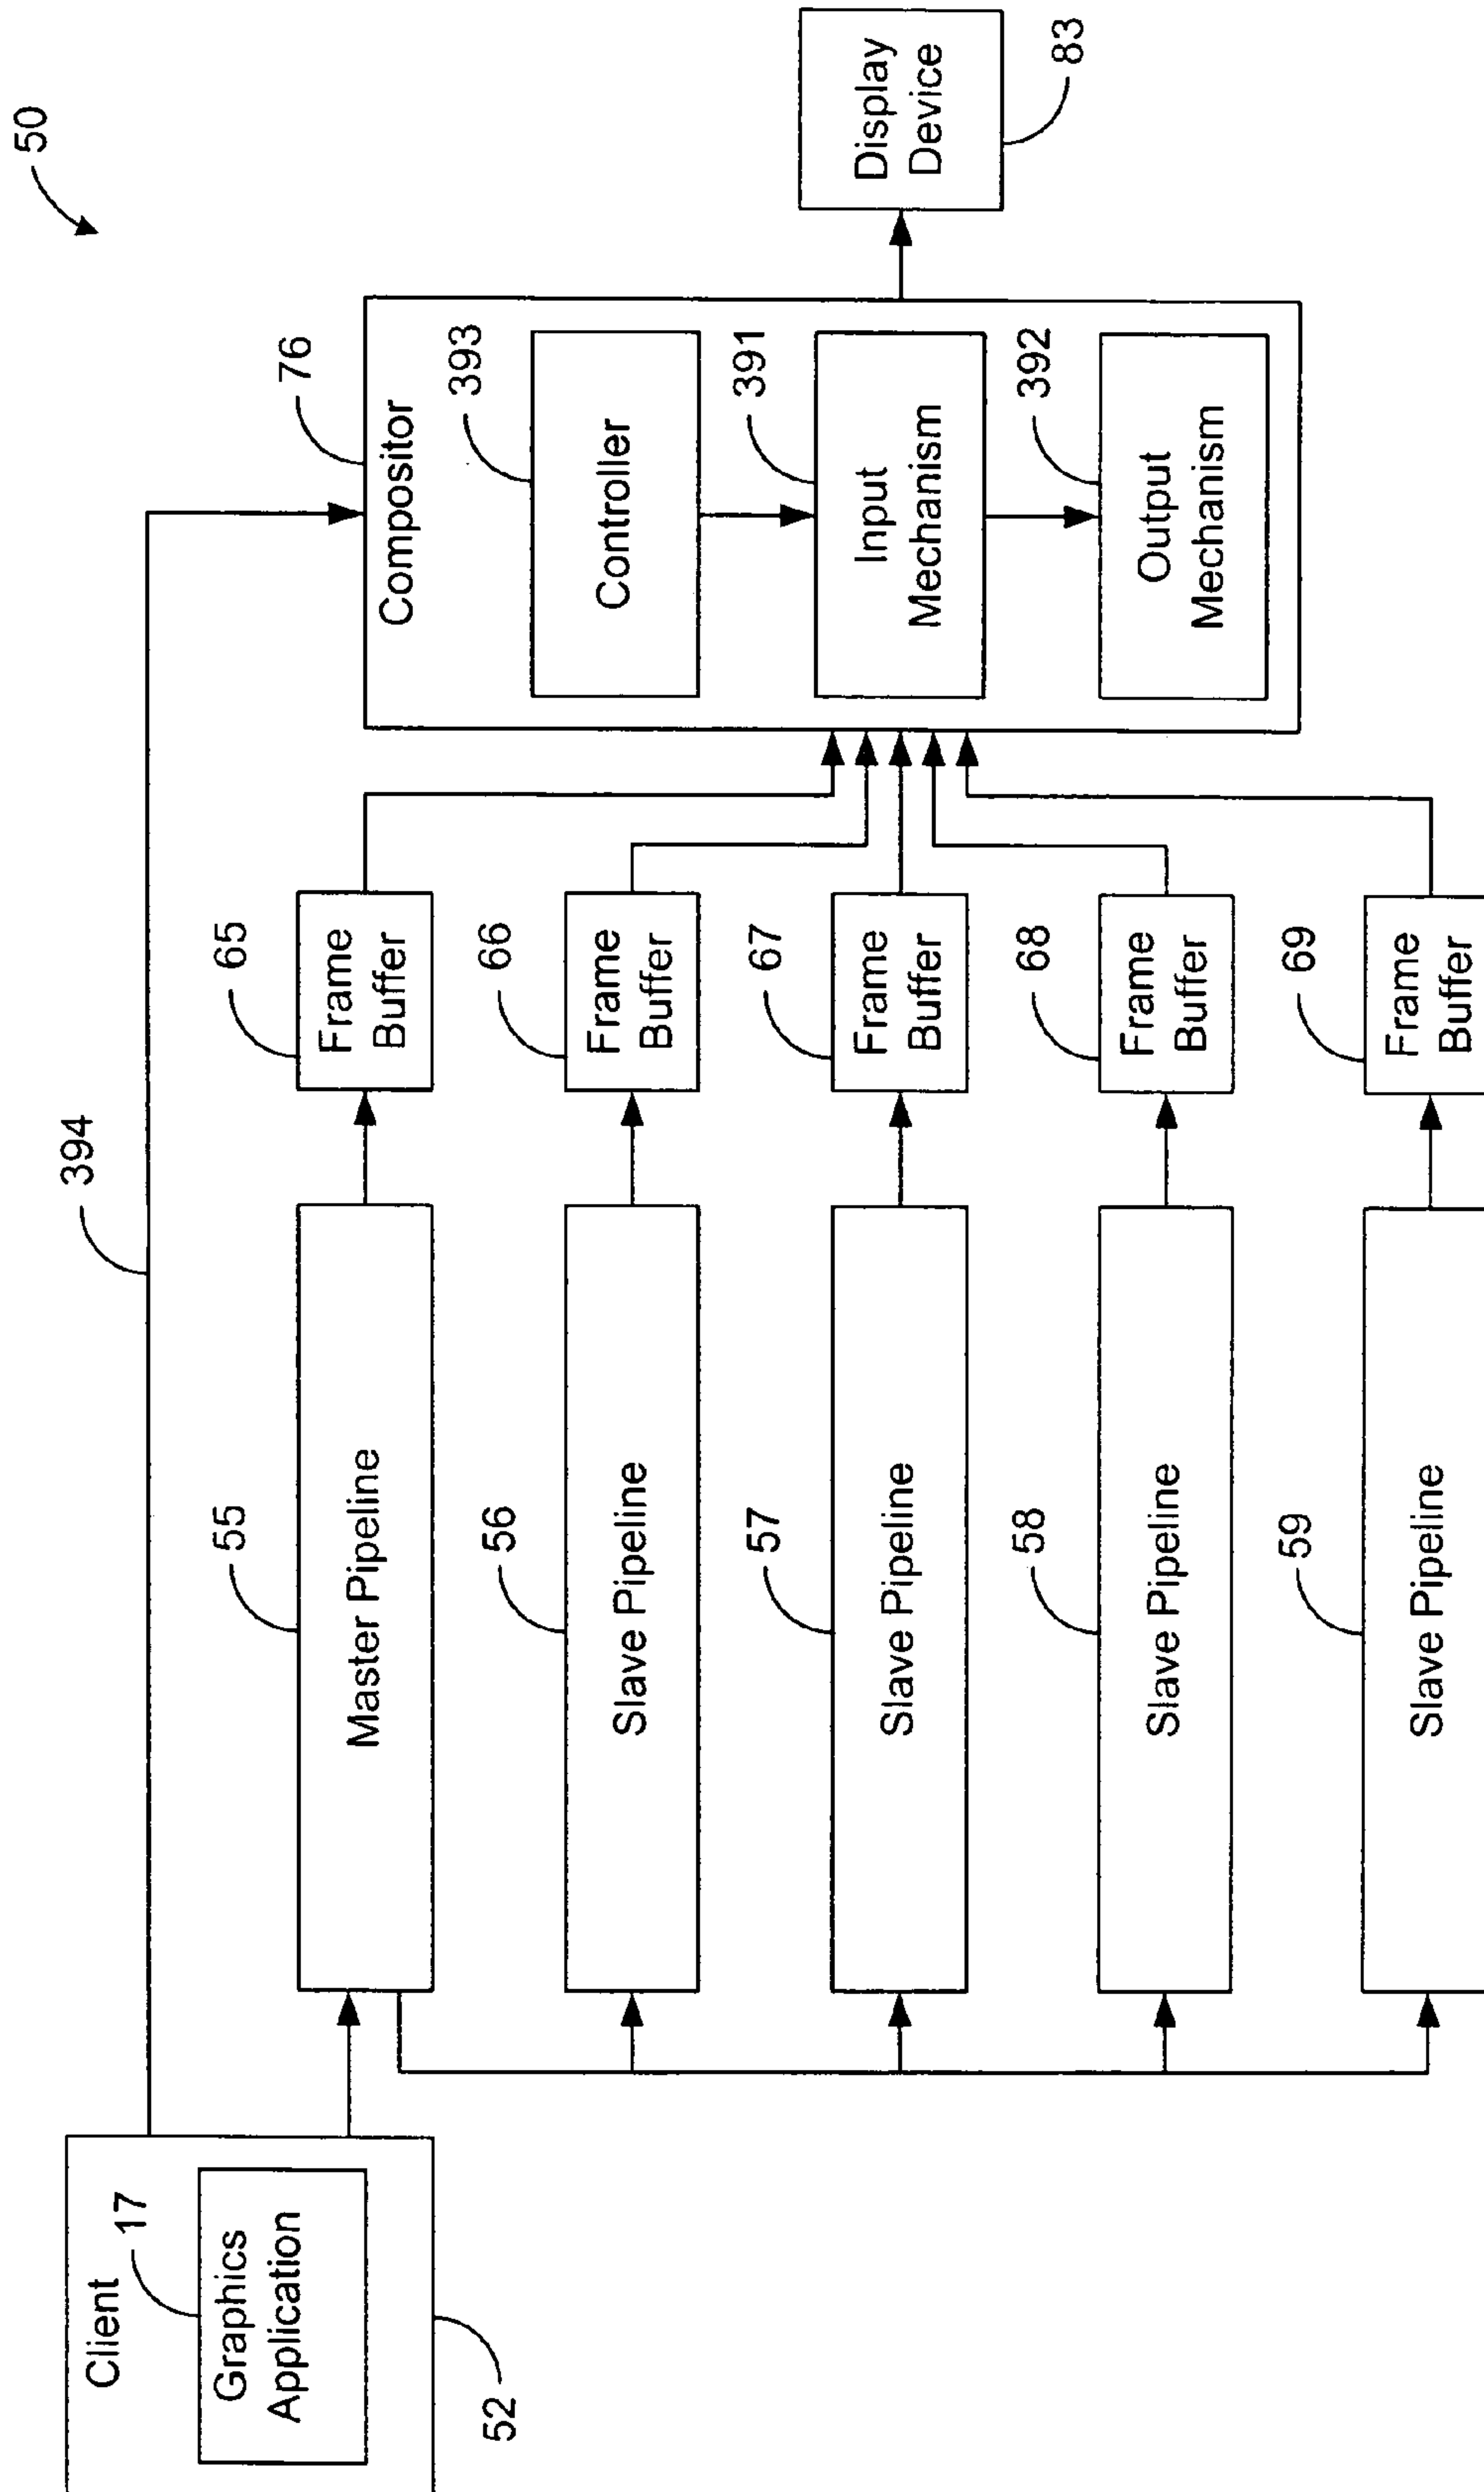 50
394
Client
17
Graphics
Application
52
55
Master Pipeline
65
Frame
Buffer
56
Slave Pipeline
66
Frame
Buffer
57
Slave Pipeline
67
Frame
Buffer
58
Slave Pipeline
68
Frame
Buffer
59
Slave Pipeline
69
Frame
Buffer
76
Compositor
393
Controller
391
Input
Mechanism
392
Output
Mechanism
Display
Device
83